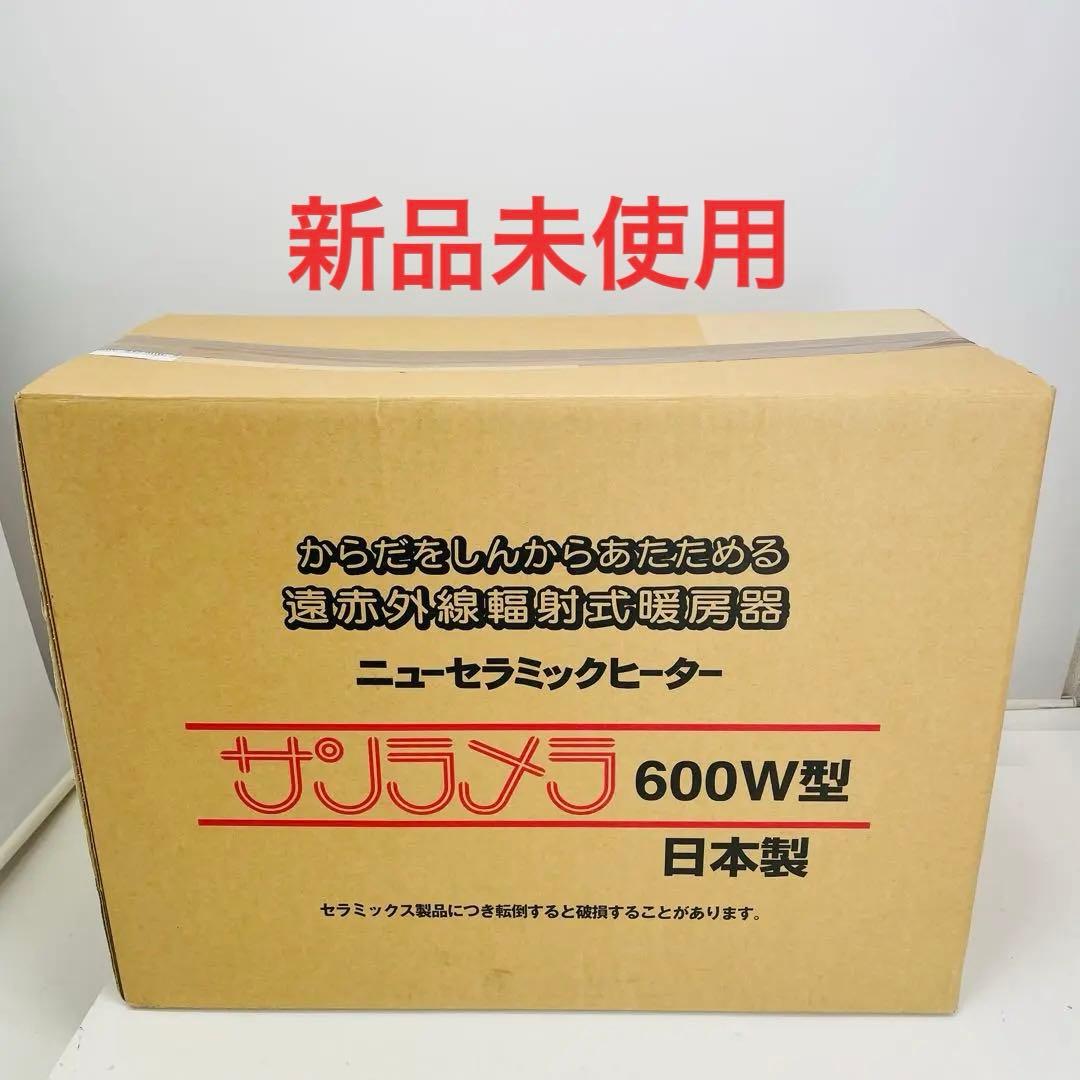 新品未使用
からだをしんからあたためる
遠赤外線輻射式暖房器
ニューセラミックヒーター
サンラメラ 600W型
日本製
セラミックス製品につき転倒すると破損することがあります。